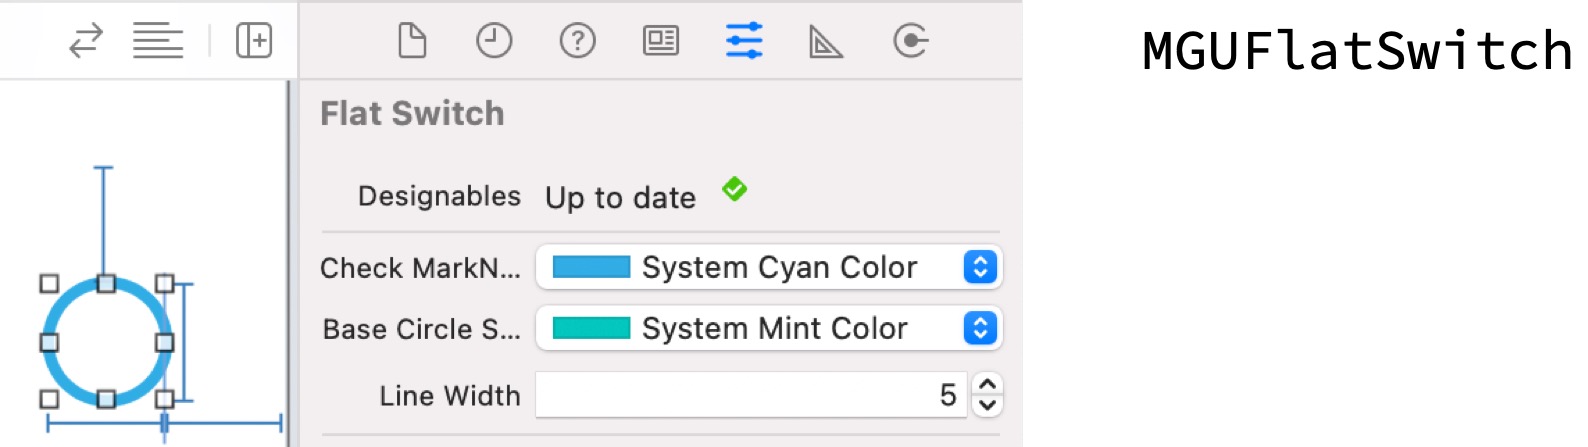 MGUFlatSwitch
Flat Switch
Designables Up to date
Check MarkN... System Cyan Color
Base Circle S... System Mint Color
Line Width 5